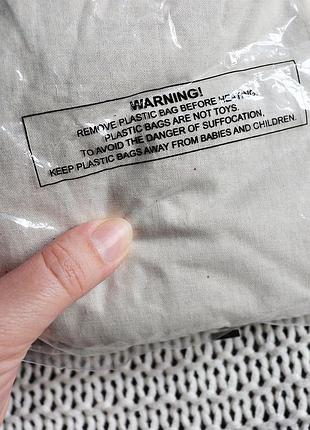 WARNING!
REMOVE PLASTIC BAG BEFORE HEATING.
PLASTIC BAGS ARE NOT TOYS.
TO AVOID THE DANGER OF SUFFOCATION,
KEEP PLASTIC BAGS AWAY FROM BABIES AND CHILDREN.